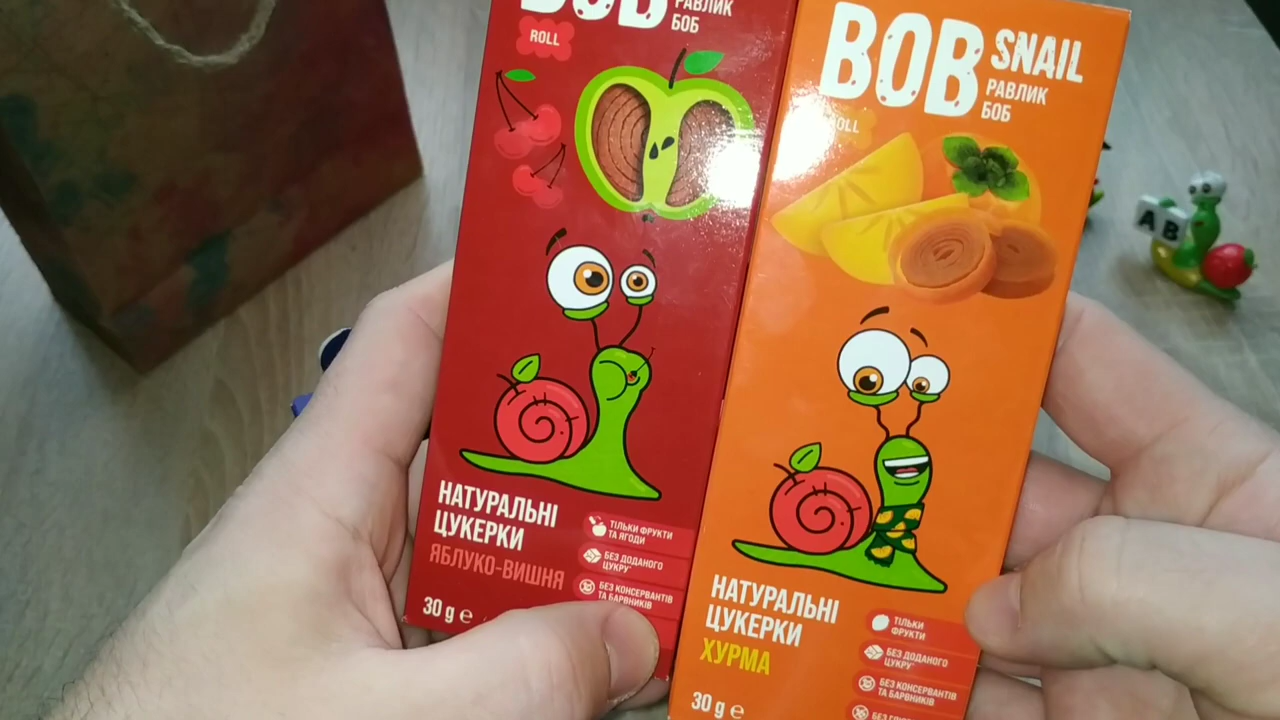 BOB
РАВЛИК
БОБ
ROLL
НАТУРАЛЬНІ
ЦУКЕРКИ
ЯБЛУКО-ВИШНЯ
30 g e
ТІЛЬКИ ФРУКТИ
ТА ЯГОДИ
БЕЗ ДОДАНОГО
ЦУКРУ*
БЕЗ КОНСЕРВАНТІВ
ТА БАРВНИКІВ
BOB SNAIL
РАВЛИК
БОБ
ROLL
НАТУРАЛЬНІ
ЦУКЕРКИ
ХУРМА
30 g e
ТІЛЬКИ
ФРУКТИ
БЕЗ ДОДАНОГО
ЦУКРУ*
БЕЗ КОНСЕРВАНТІВ
ТА БАРВНИКІВ
A B